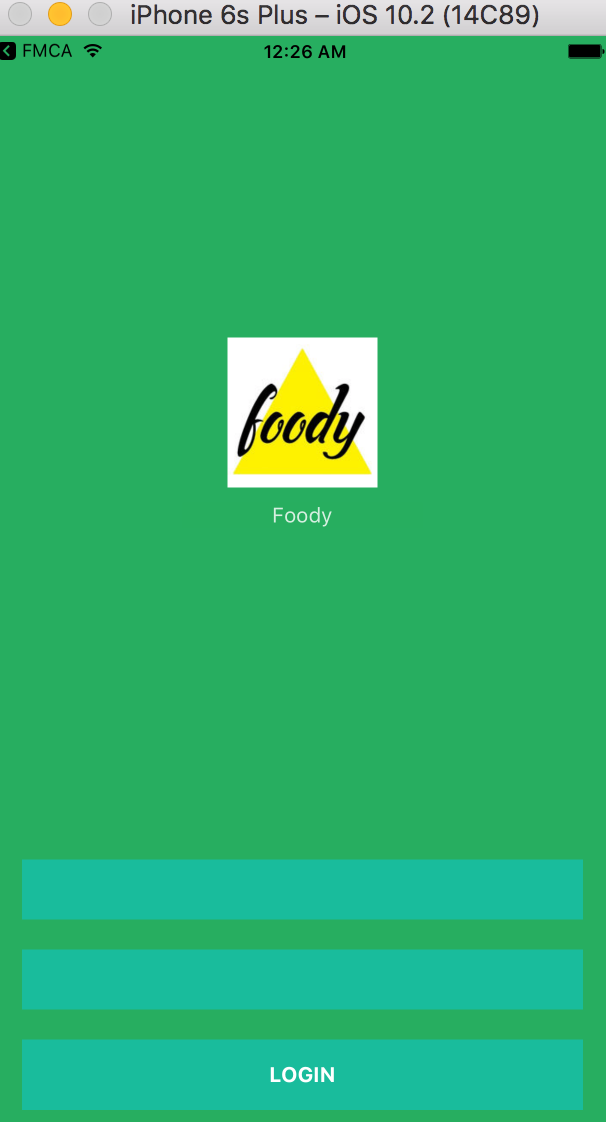 iPhone 6s Plus – iOS 10.2 (14C89)
FMCA 12:26 AM
foody
Foody
LOGIN